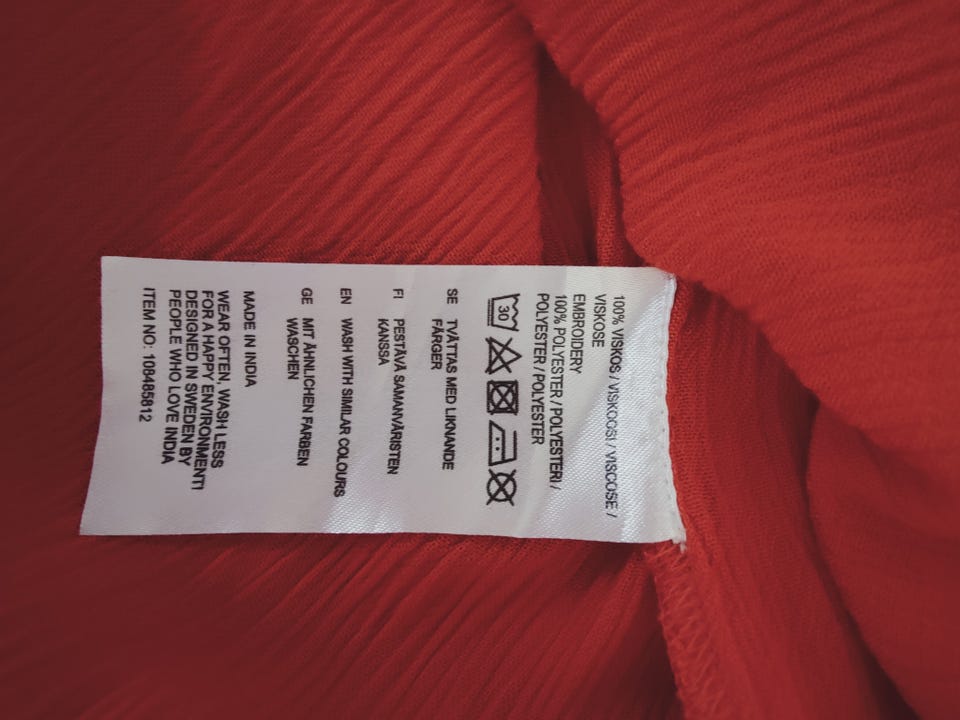 100% VISKOS / VISKOOSI / VISCOSE /
VISKOSE
EMBROIDERY
100% POLYESTER / POLYESTERI /
POLYESTER / POLYESTER
30
SE TVÄTTAS MED LIKNANDE
FÄRGER
FI PESTÄVÄ SAMANVÄRISTEN
KANSSA
EN WASH WITH SIMILAR COLOURS
GE MIT ÄHNLICHEN FARBEN
WASCHEN
MADE IN INDIA
WEAR OFTEN, WASH LESS
FOR A HAPPY ENVIRONMENT!
DESIGNED IN SWEDEN BY
PEOPLE WHO LOVE INDIA
ITEM NO: 108485812